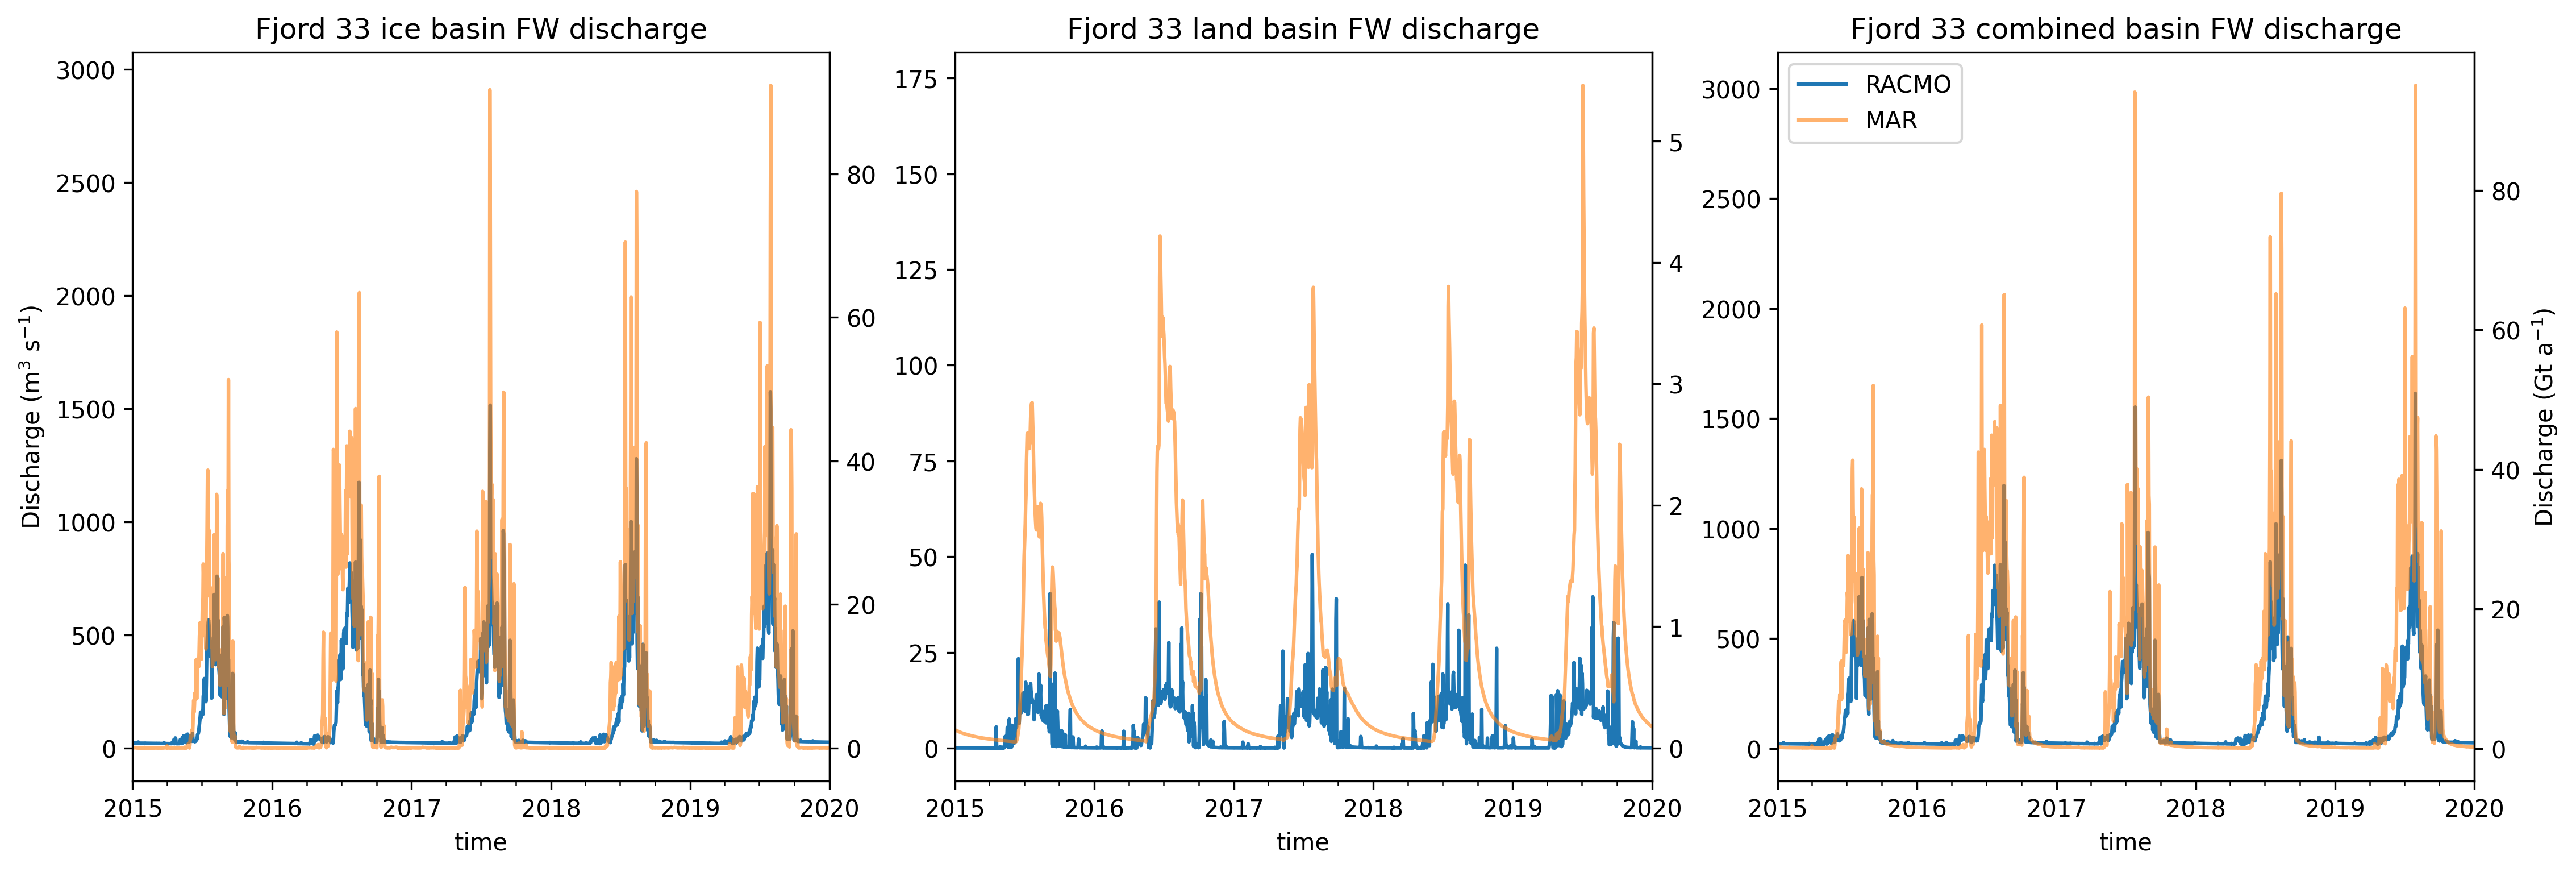 Fjord 33 ice basin FW discharge
3000
2500
2000
1500
1000
500
0
Discharge (m³ s⁻¹)
80
60
40
20
0
2015 2016 2017 2018 2019 2020
time
Fjord 33 land basin FW discharge
175
150
125
100
75
50
25
0
5
4
3
2
1
0
2015 2016 2017 2018 2019 2020
time
Fjord 33 combined basin FW discharge
RACMO
MAR
3000
2500
2000
1500
1000
500
0
80
60
40
20
0
Discharge (Gt a⁻¹)
2015 2016 2017 2018 2019 2020
time